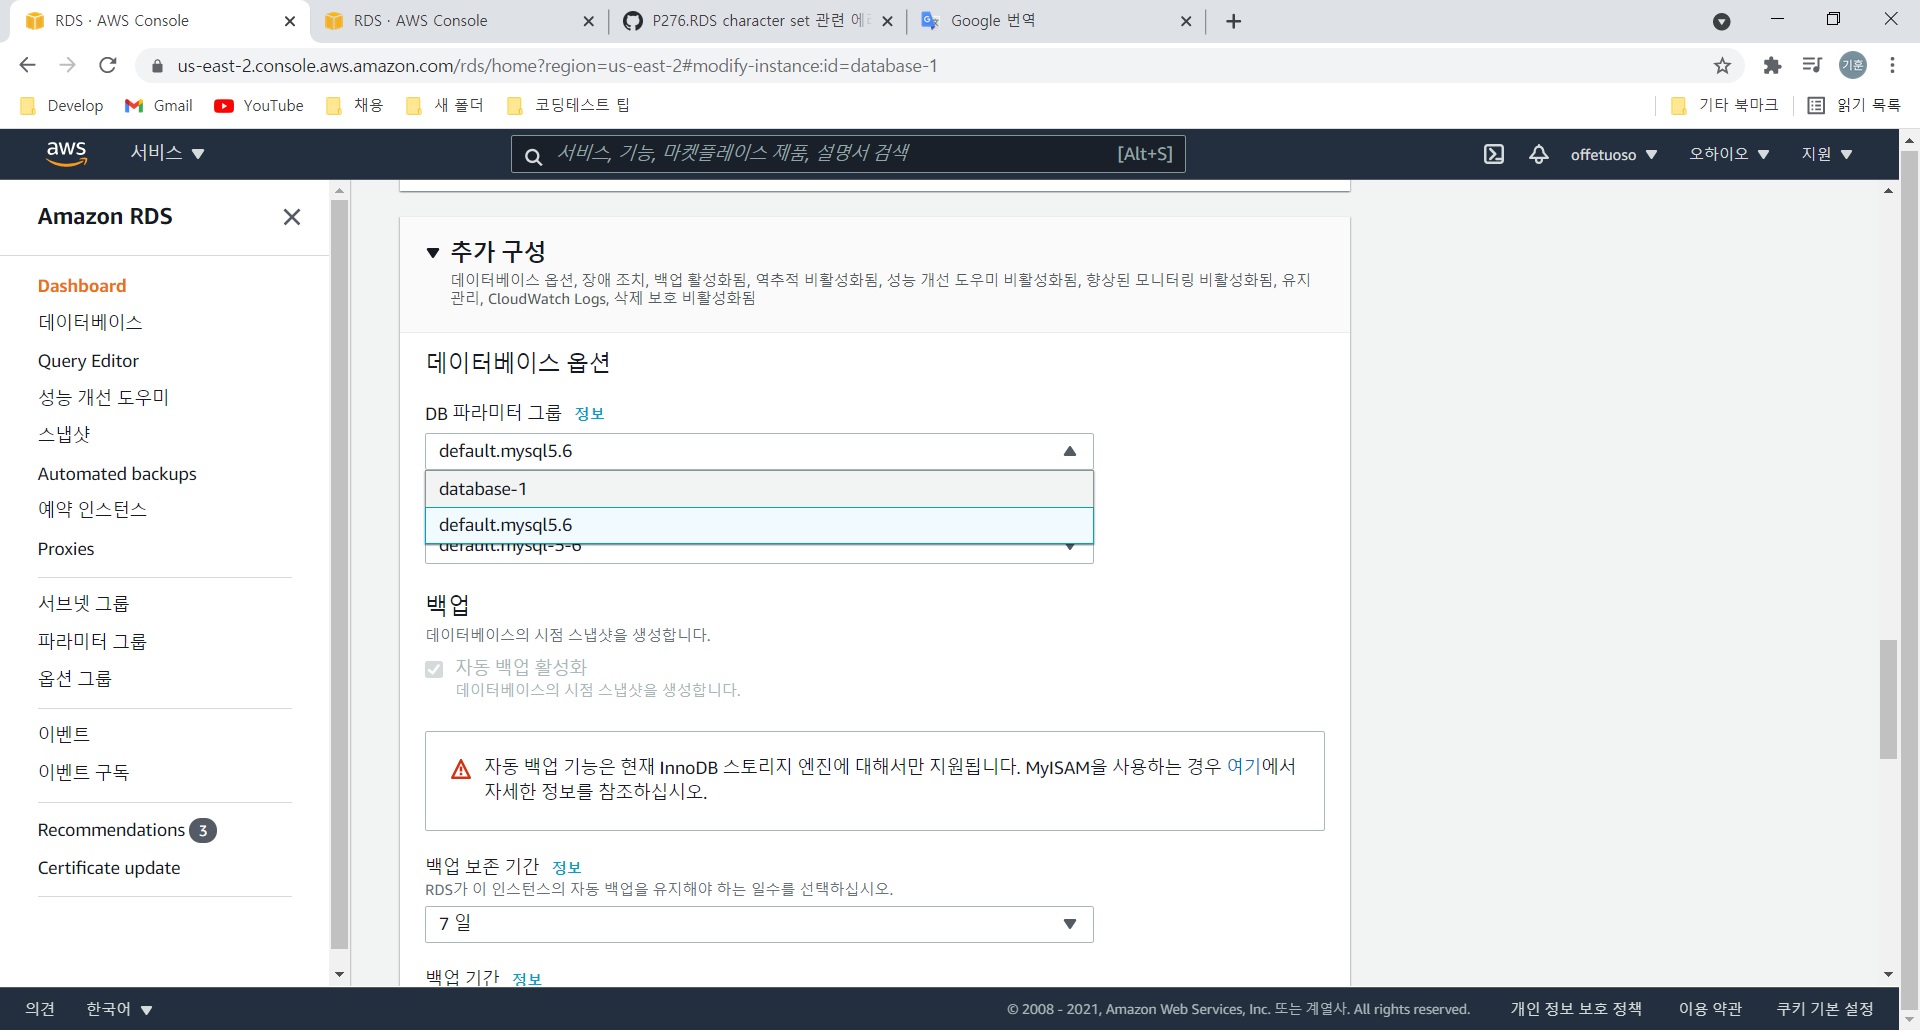 RDS · AWS Console
RDS · AWS Console
P276.RDS character set 관련 에러
Google 번역
us-east-2.console.aws.amazon.com/rds/home?region=us-east-2#modify-instance:id=database-1
기훈
Develop
Gmail
YouTube
채용
새 폴더
코딩테스트 팁
기타 북마크
읽기 목록
aws
서비스
서비스, 기능, 마켓플레이스 제품, 설명서 검색
[Alt+S]
offetuoso
오하이오
지원
Amazon RDS
Dashboard
데이터베이스
Query Editor
성능 개선 도우미
스냅샷
Automated backups
예약 인스턴스
Proxies
서브넷 그룹
파라미터 그룹
옵션 그룹
이벤트
이벤트 구독
Recommendations 3
Certificate update
추가 구성
데이터베이스 옵션, 장애 조치, 백업 활성화됨, 역추적 비활성화됨, 성능 개선 도우미 비활성화됨, 향상된 모니터링 비활성화됨, 유지
관리, CloudWatch Logs, 삭제 보호 비활성화됨
데이터베이스 옵션
DB 파라미터 그룹 정보
default.mysql5.6
database-1
default.mysql5.6
default.mysql-5-6
백업
데이터베이스의 시점 스냅샷을 생성합니다.
자동 백업 활성화
데이터베이스의 시점 스냅샷을 생성합니다.
자동 백업 기능은 현재 InnoDB 스토리지 엔진에 대해서만 지원됩니다. MyISAM을 사용하는 경우 여기에서
자세한 정보를 참조하십시오.
백업 보존 기간 정보
RDS가 이 인스턴스의 자동 백업을 유지해야 하는 일수를 선택하십시오.
7 일
백업 기간 정보
의견
한국어
© 2008 - 2021, Amazon Web Services, Inc. 또는 계열사. All rights reserved.
개인 정보 보호 정책
이용 약관
쿠키 기본 설정